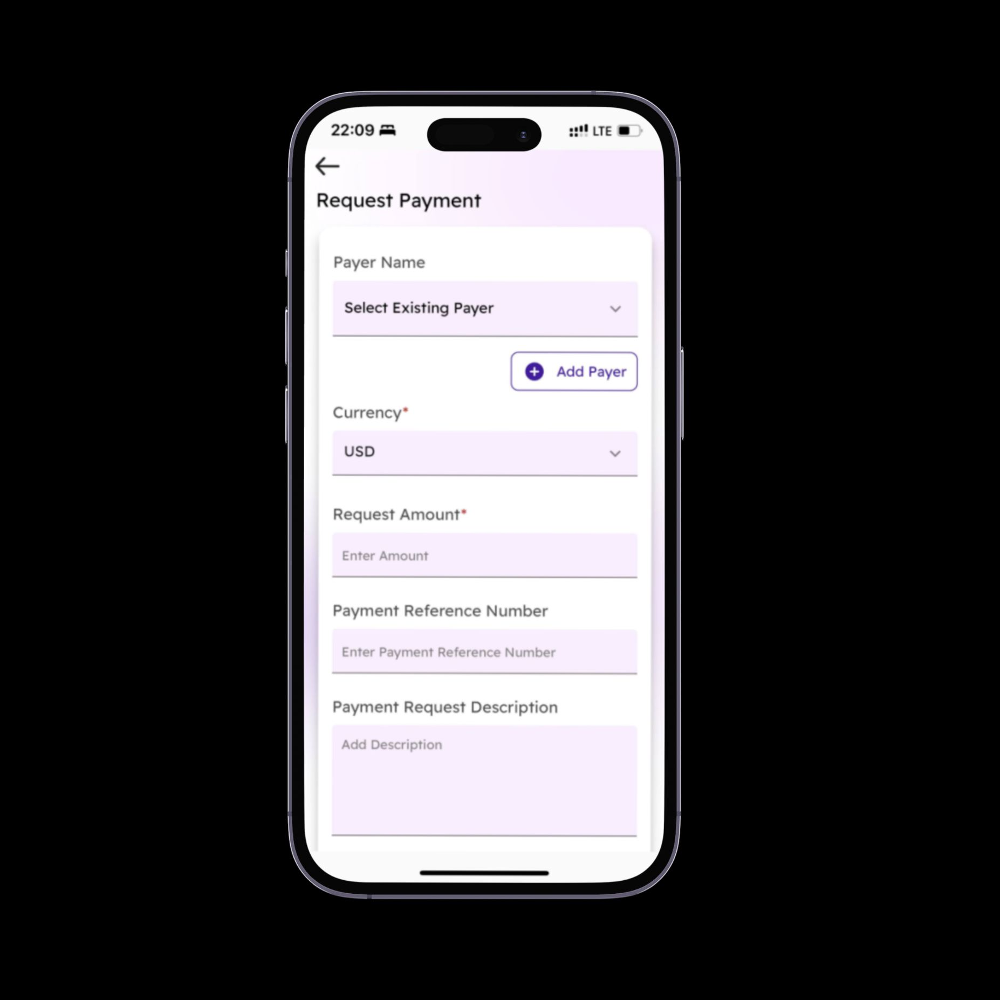 22:09
LTE
Request Payment
Payer Name
Select Existing Payer
Add Payer
Currency*
USD
Request Amount*
Enter Amount
Payment Reference Number
Enter Payment Reference Number
Payment Request Description
Add Description